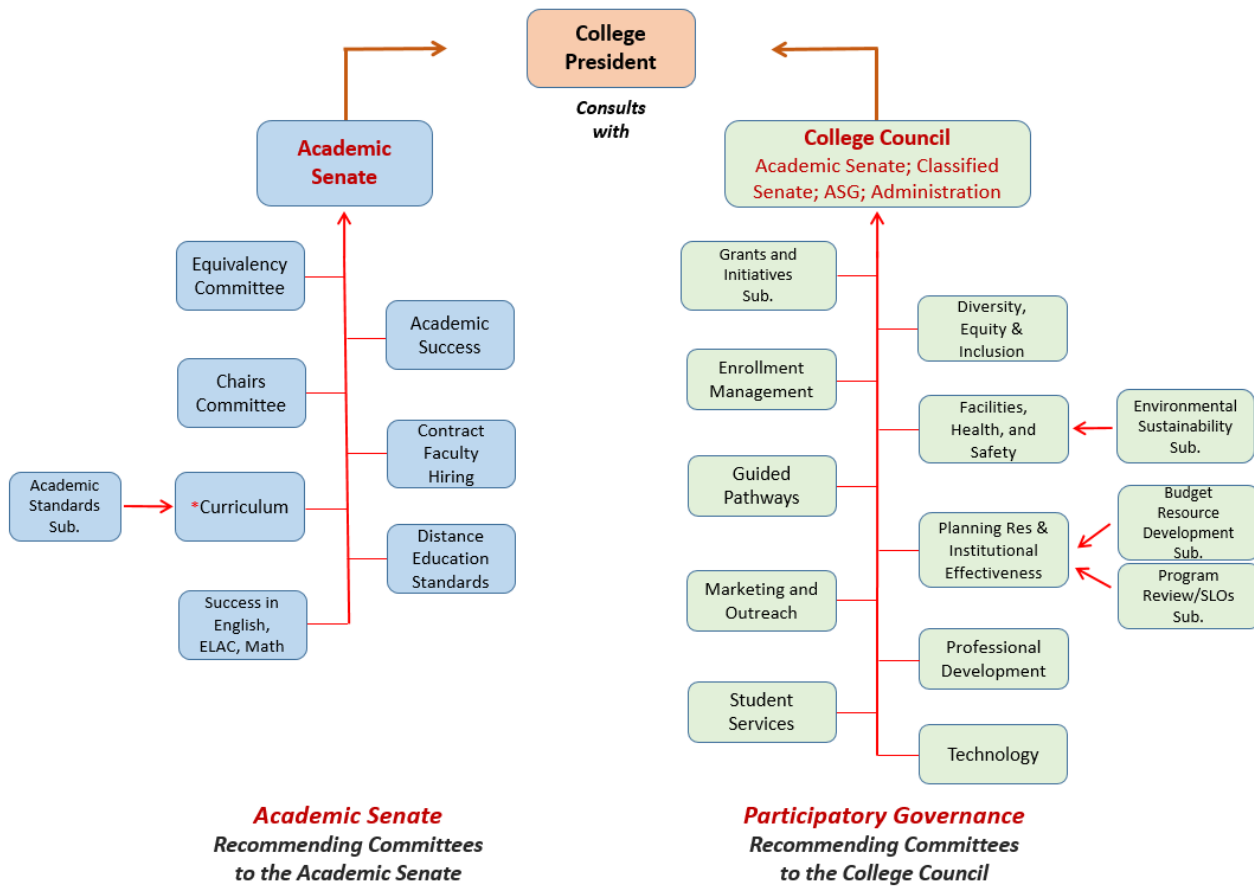 College
President
Consults
with
Academic
Senate
College Council
Academic Senate; Classified
Senate; ASG; Administration
Equivalency
Committee
Academic
Success
Chairs
Committee
Contract
Faculty
Hiring
Academic
Standards
Sub.
*Curriculum
Distance
Education
Standards
Success in
English,
ELAC, Math
Grants and
Initiatives
Sub.
Diversity,
Equity &
Inclusion
Enrollment
Management
Facilities,
Health, and
Safety
Environmental
Sustainability
Sub.
Guided
Pathways
Planning Res &
Institutional
Effectiveness
Budget
Resource
Development
Sub.
Program
Review/SLOs
Sub.
Marketing and
Outreach
Professional
Development
Student
Services
Technology
Academic Senate
Recommending Committees
to the Academic Senate
Participatory Governance
Recommending Committees
to the College Council